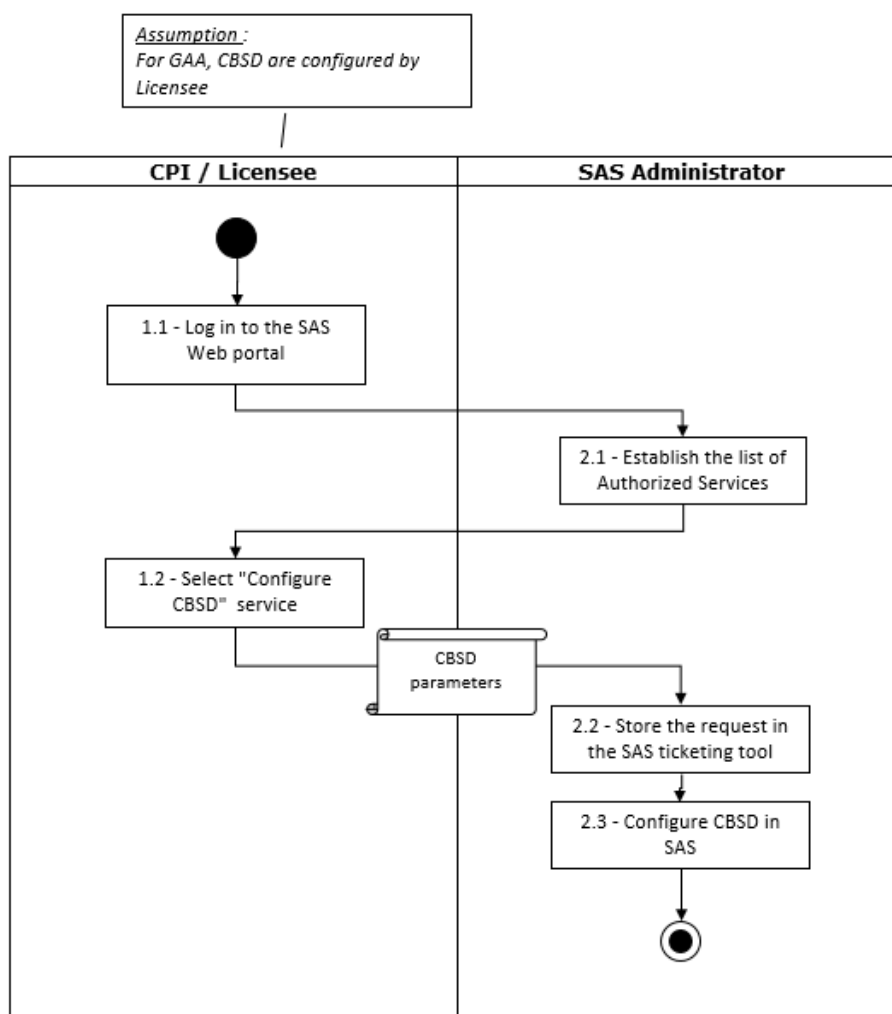 Assumption :
For GAA, CBSD are configured by
Licensee
CPI / Licensee
SAS Administrator
1.1 - Log in to the SAS
Web portal
2.1 - Establish the list of
Authorized Services
1.2 - Select "Configure
CBSD" service
CBSD
parameters
2.2 - Store the request in
the SAS ticketing tool
2.3 - Configure CBSD in
SAS